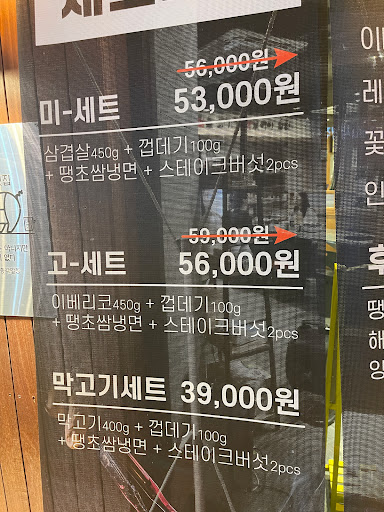 56,000원
미-세트 53,000원
삼겹살450g + 껍데기100g
+ 땡초쌈냉면 + 스테이크버섯2pcs
59,000원
고-세트 56,000원
이베리코450g + 껍데기100g
+ 땡초쌈냉면 + 스테이크버섯2pcs
막고기세트 39,000원
막고기400g + 껍데기100g
+ 땡초쌈냉면 + 스테이크버섯2pcs